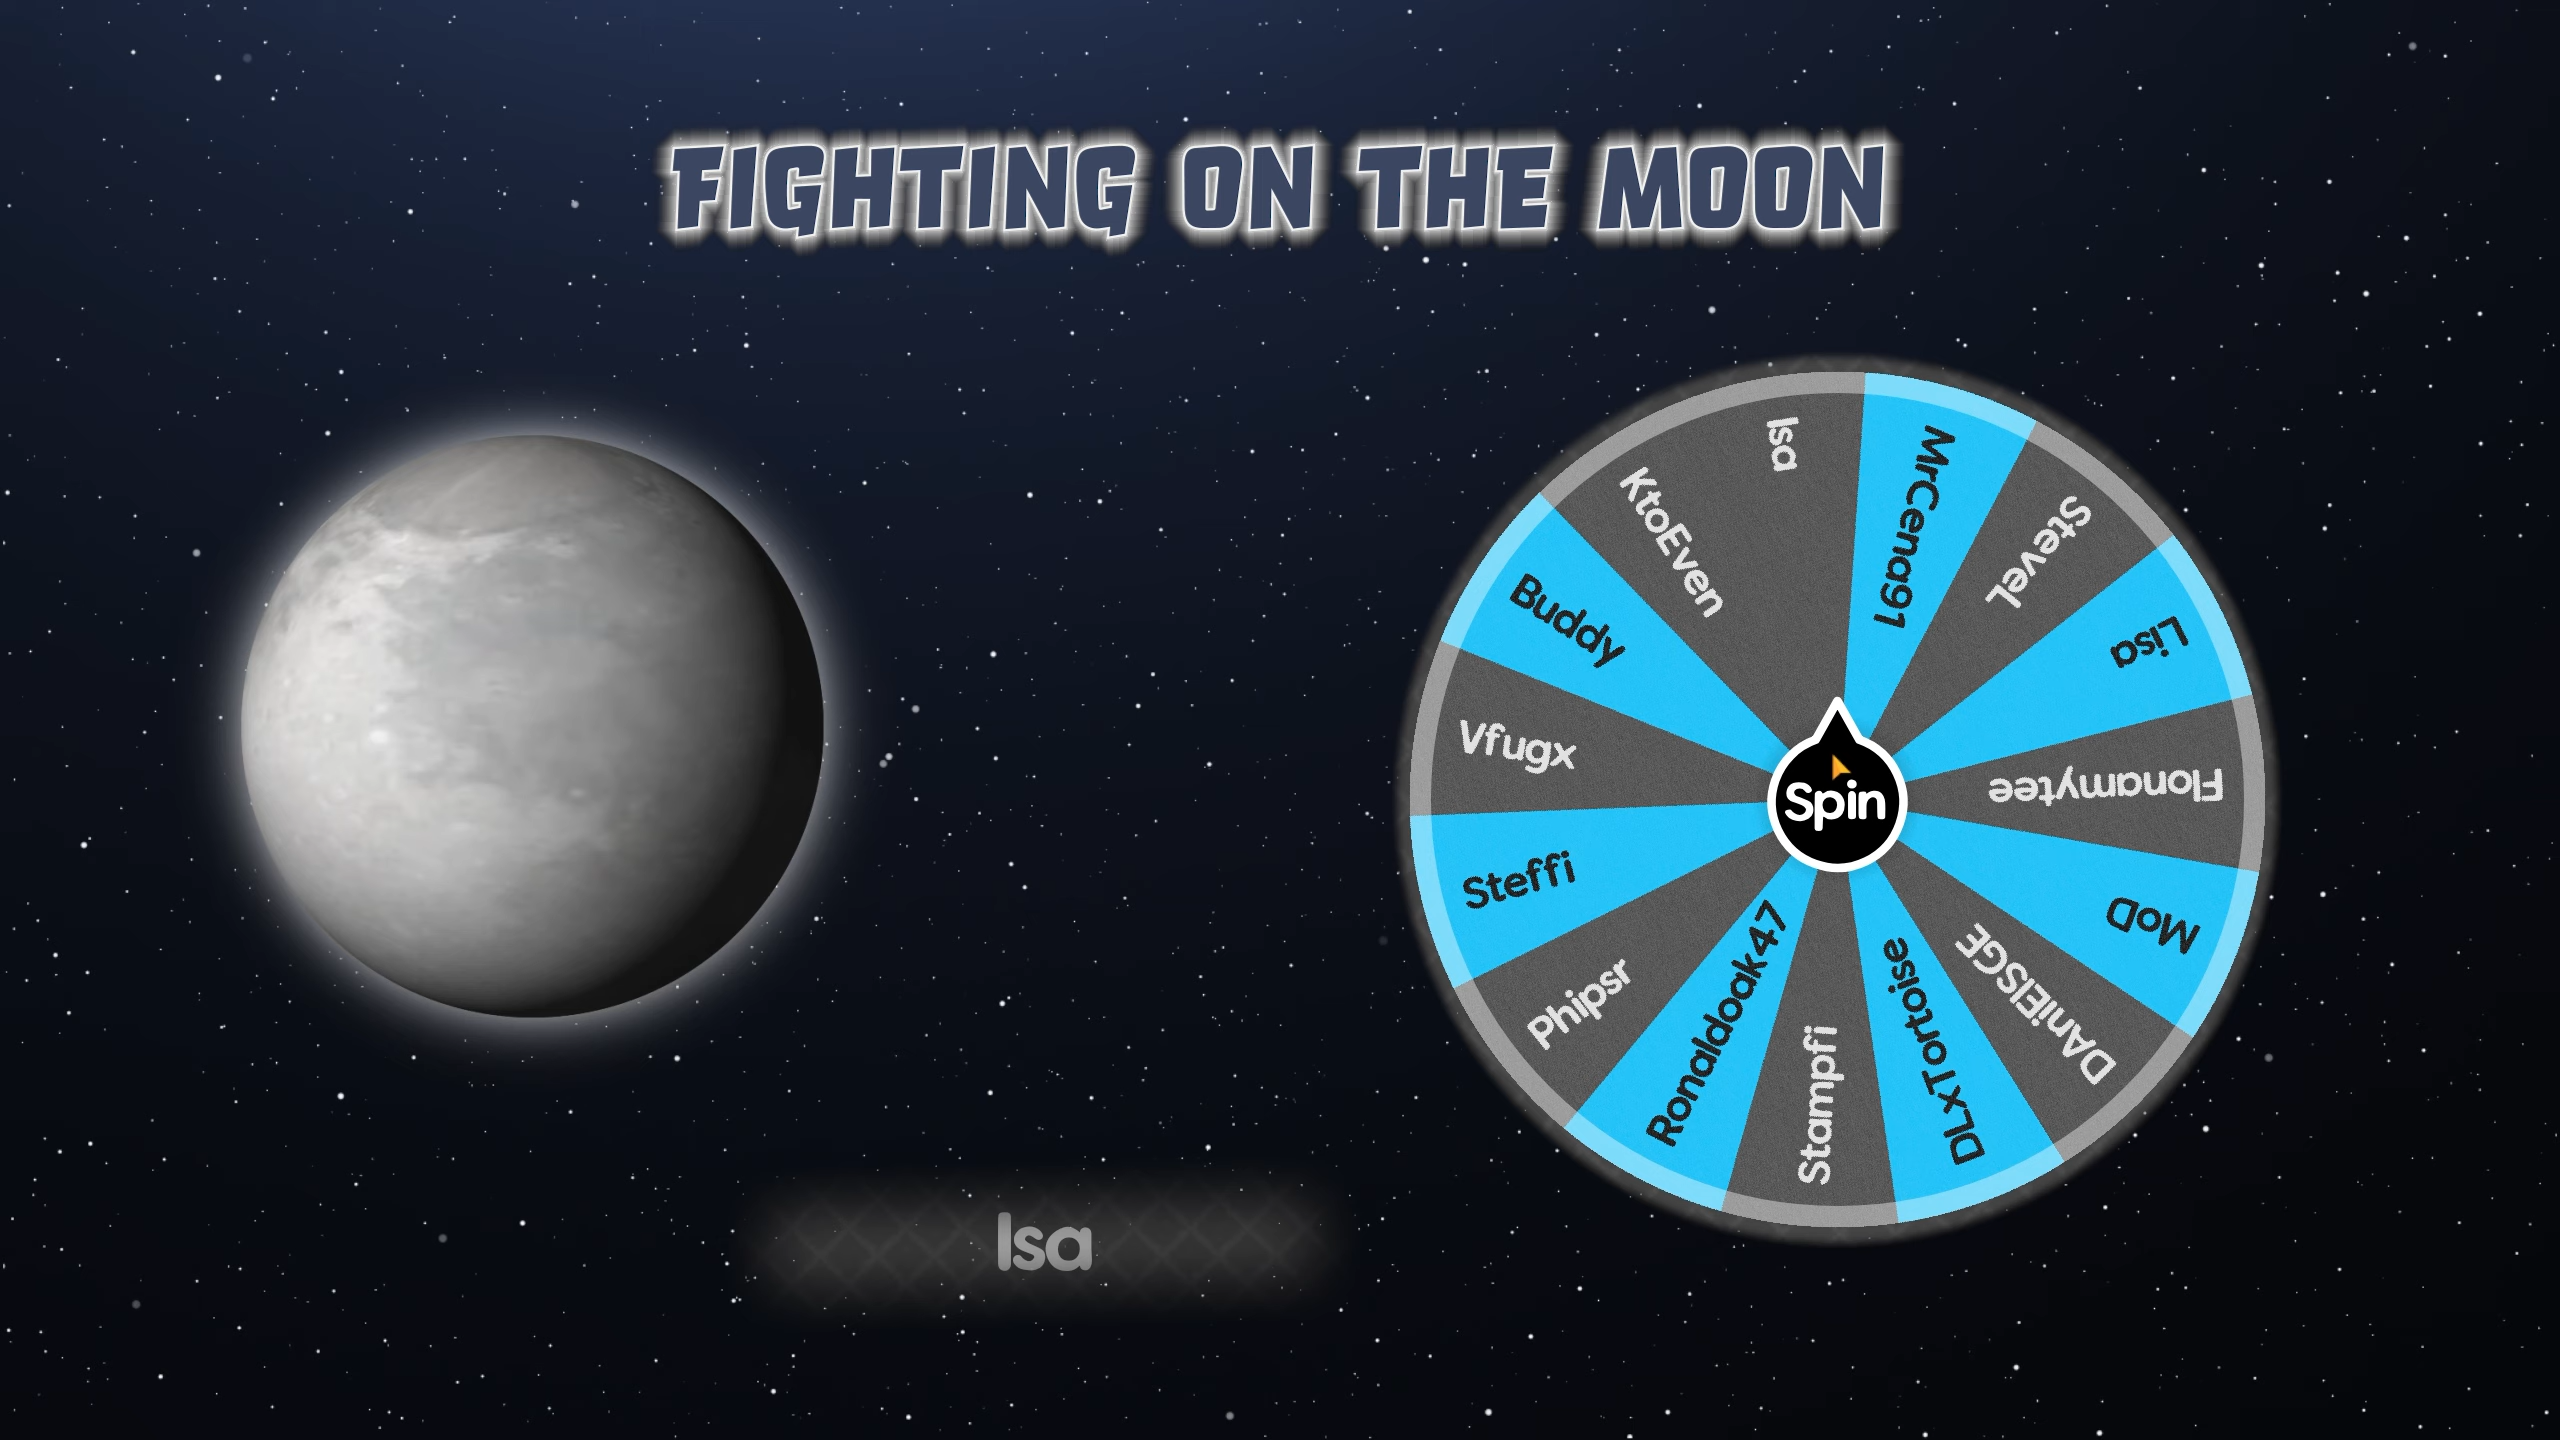 FIGHTING ON THE MOON
Isa
MrCena91
SteveL
Lisa
Flonamytee
MoD
DAniElSGE
DLxTortoise
Stampfi
Ronaldoak47
Phipsr
Steffi
Vfugx
Buddy
KtoEven
Spin
Isa